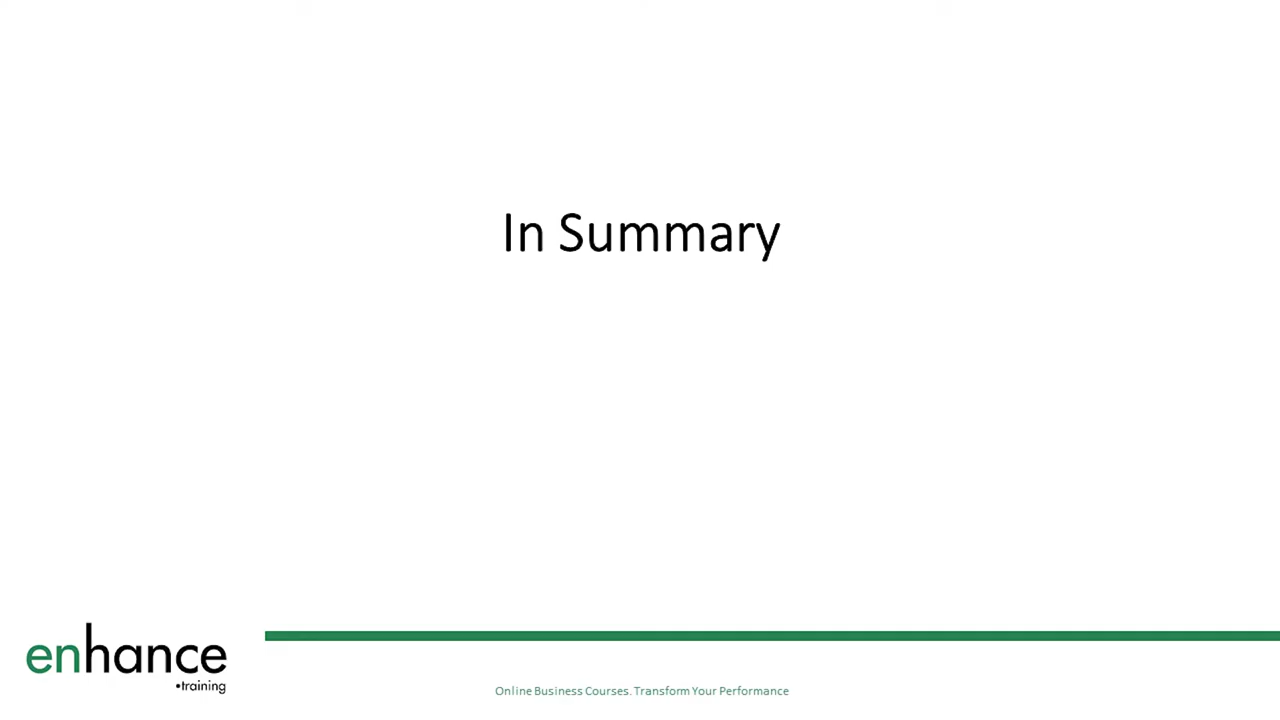 In Summary
enhance
•training
Online Business Courses. Transform Your Performance